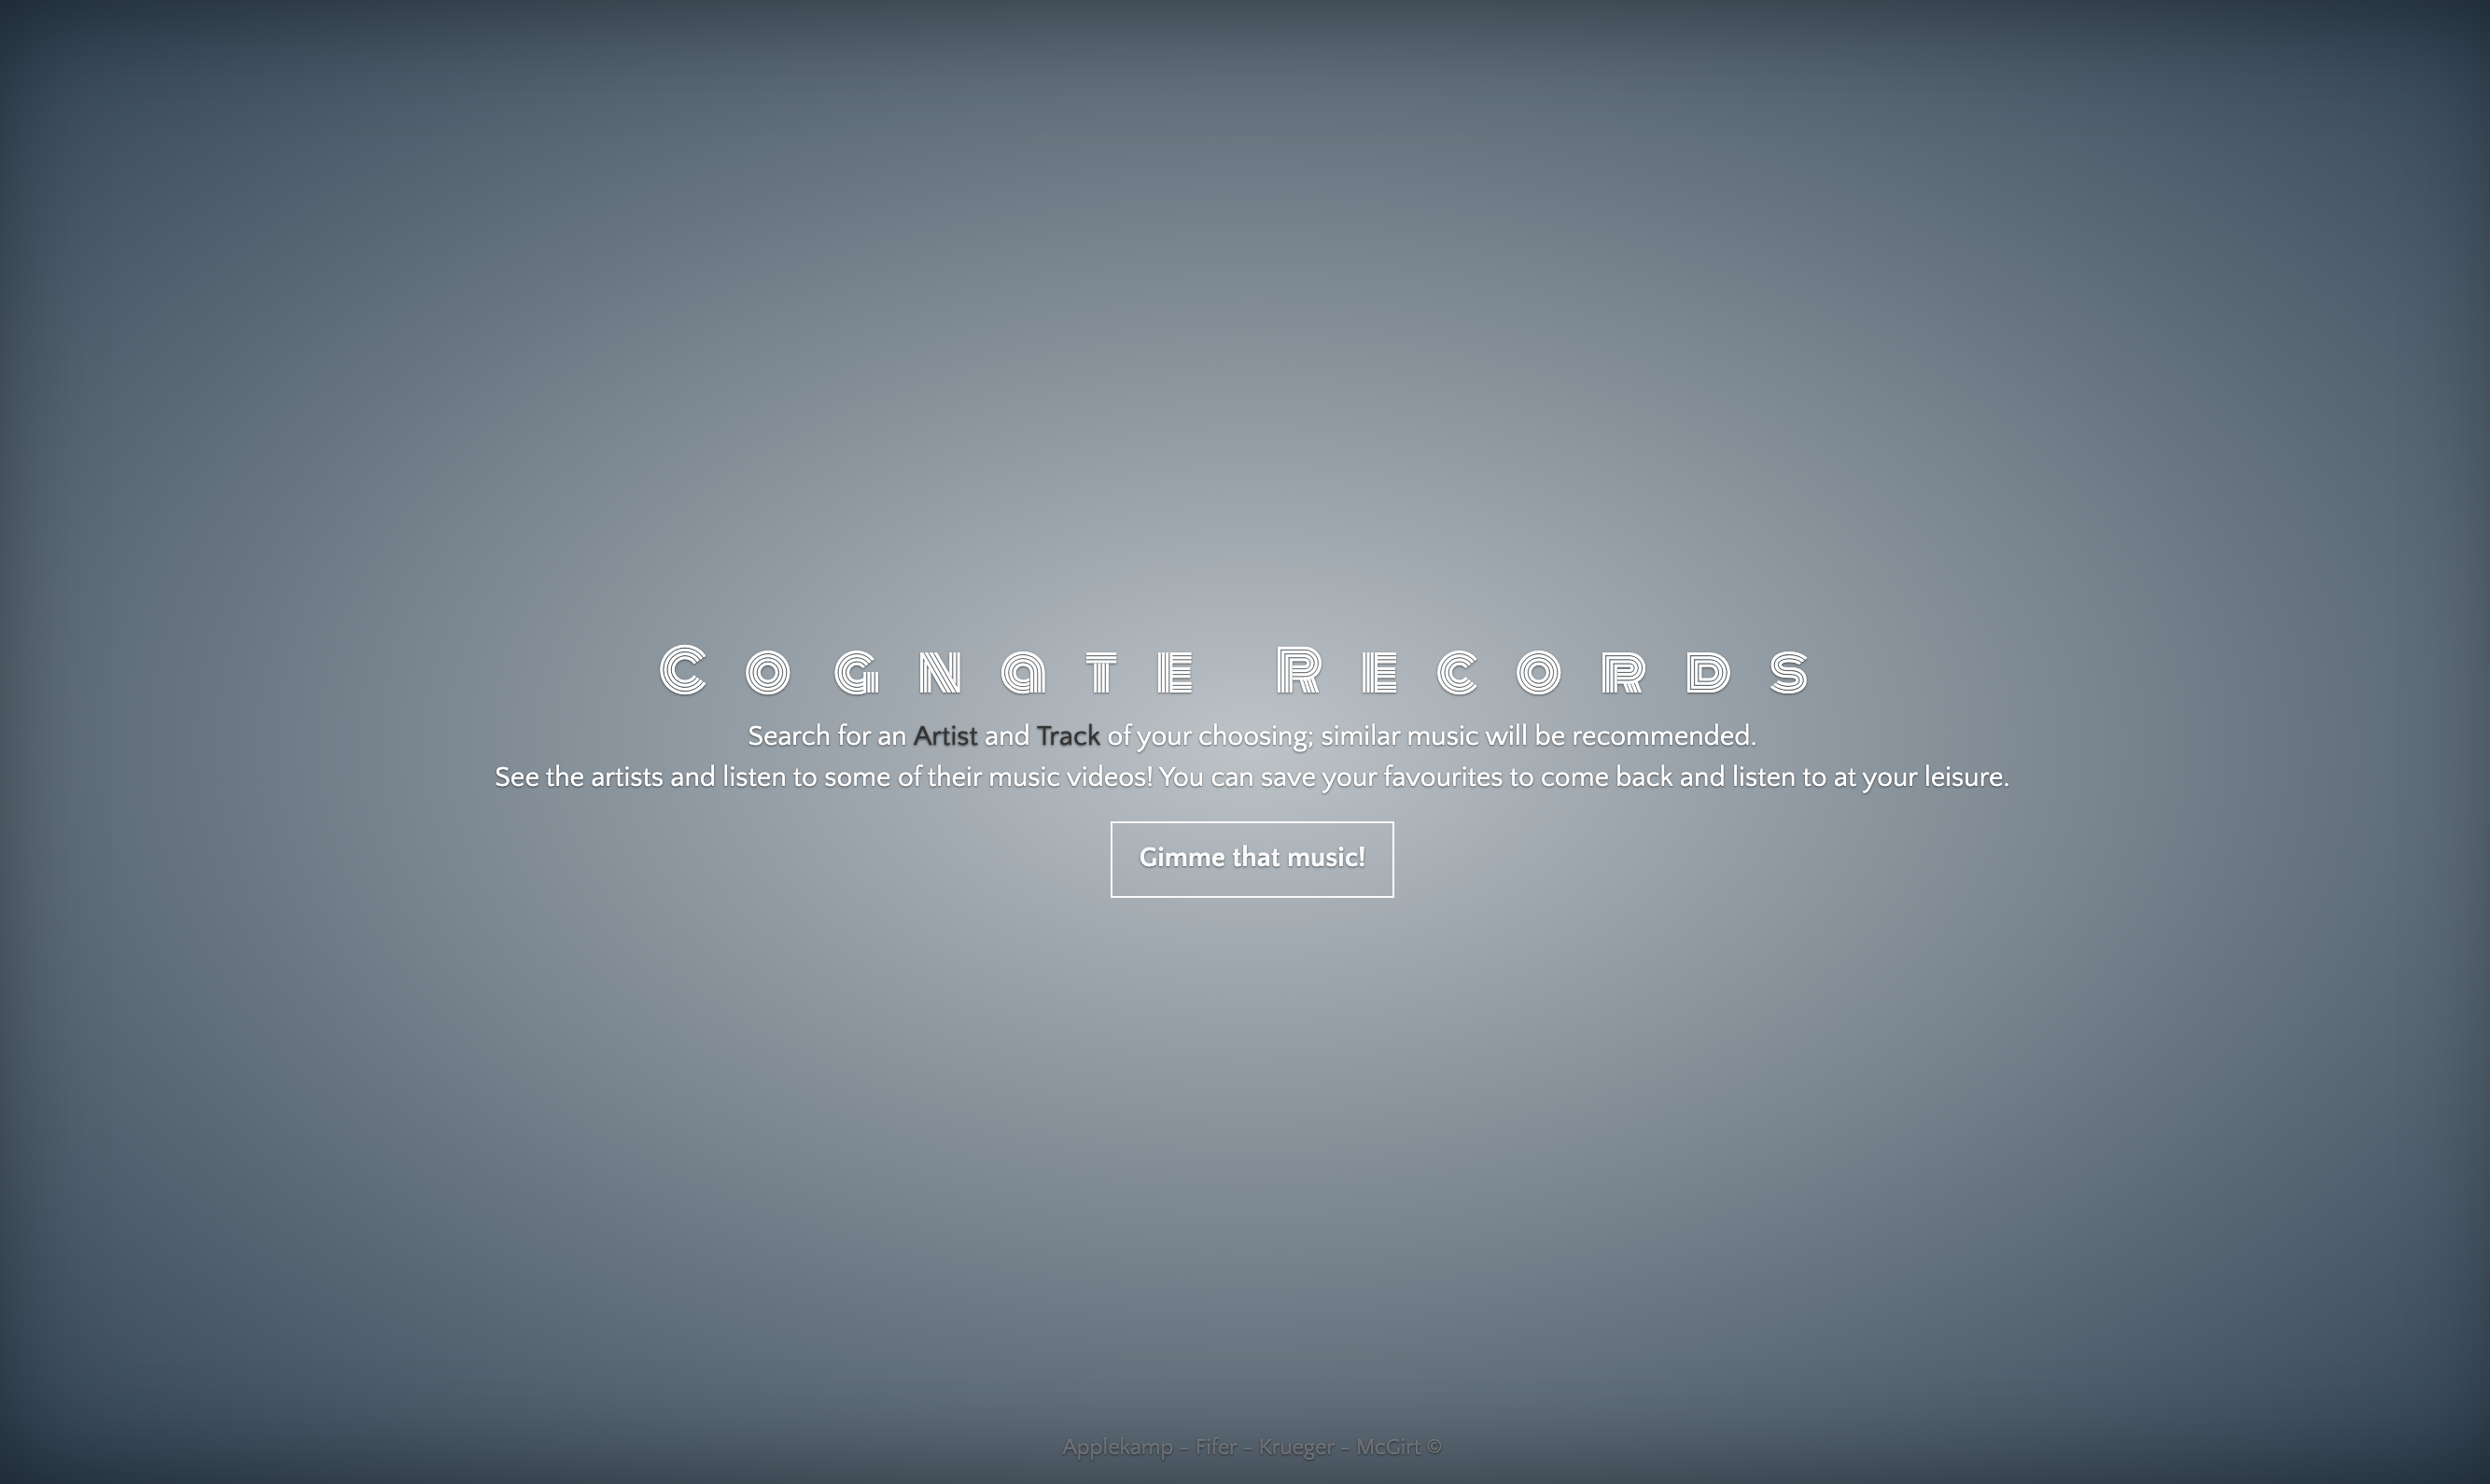 Cognate Records
Search for an Artist and Track of your choosing; similar music will be recommended.
See the artists and listen to some of their music videos! You can save your favourites to come back and listen to at your leisure.
Gimme that music!
Applekamp - Fifer - Krueger - McGirt ©